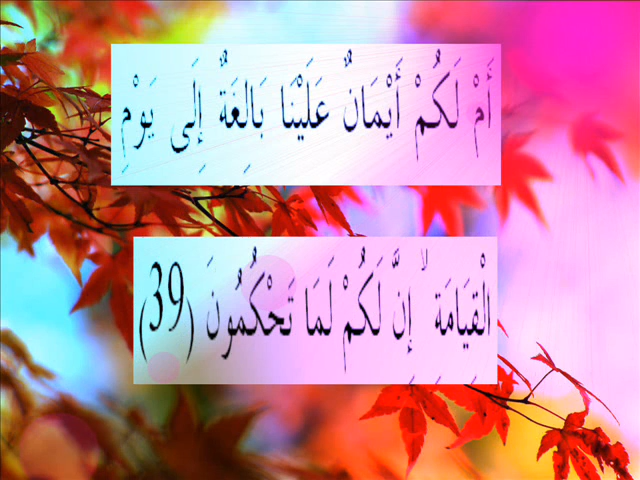 أَمْ لَكُمْ أَيْمَانٌ عَلَيْنَا بَالِغَةٌ إِلَى يَوْمِ
الْقِيَامَةِ ۙ إِنَّ لَكُمْ لَمَا تَحْكُمُونَ (39)